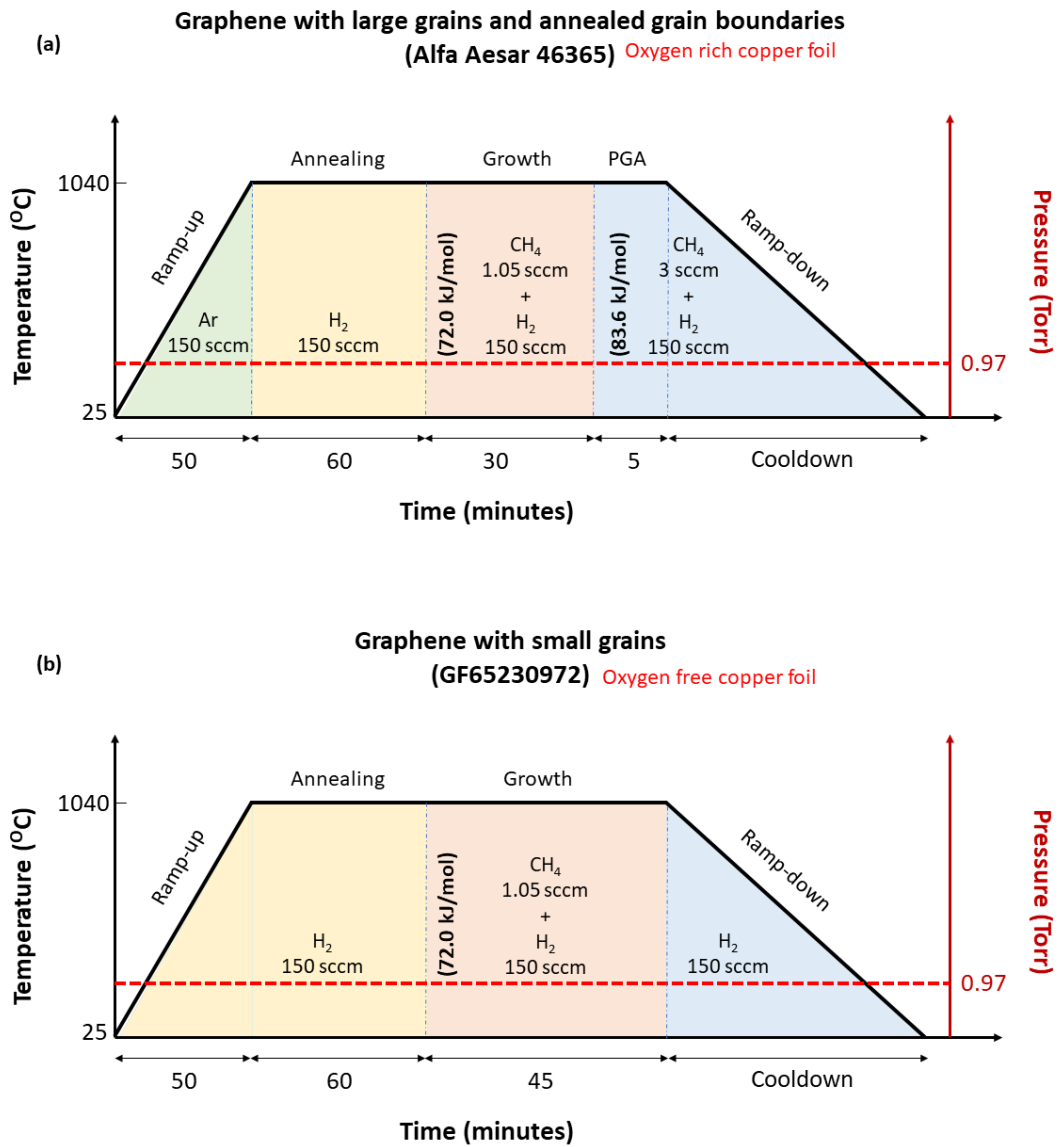 Graphene with large grains and annealed grain boundaries
(a)
(Alfa Aesar 46365) Oxygen rich copper foil
Annealing Growth PGA
1040
Ramp-up
Ramp-down
Temperature (⁰C)
Pressure (Torr)
Ar
150 sccm
H₂
150 sccm
(72.0 kJ/mol)
CH₄
1.05 sccm
+
H₂
150 sccm
(83.6 kJ/mol)
CH₄
3 sccm
+
H₂
150 sccm
0.97
25
50 60 30 5 Cooldown
Time (minutes)
Graphene with small grains
(b)
(GF65230972) Oxygen free copper foil
Annealing Growth
1040
Ramp-up
Ramp-down
Temperature (⁰C)
Pressure (Torr)
H₂
150 sccm
(72.0 kJ/mol)
CH₄
1.05 sccm
+
H₂
150 sccm
H₂
150 sccm
0.97
25
50 60 45 Cooldown
Time (minutes)